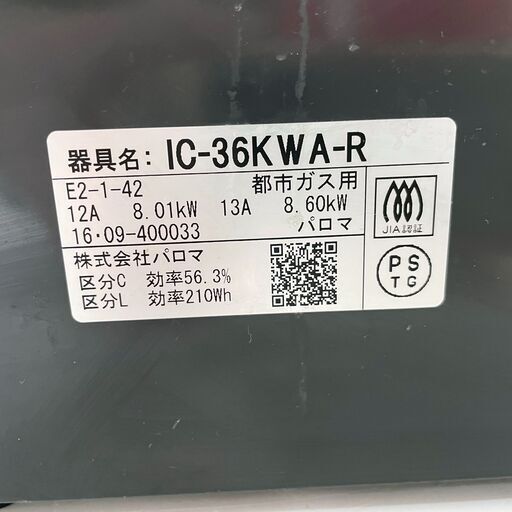 器具名: IC-36KWA-R
E2-1-42 都市ガス用
12A 8.01kW 13A 8.60kW
16・09-400033 パロマ
株式会社パロマ
区分C 効率56.3%
区分L 効率210Wh
JIA認証
PS
TG